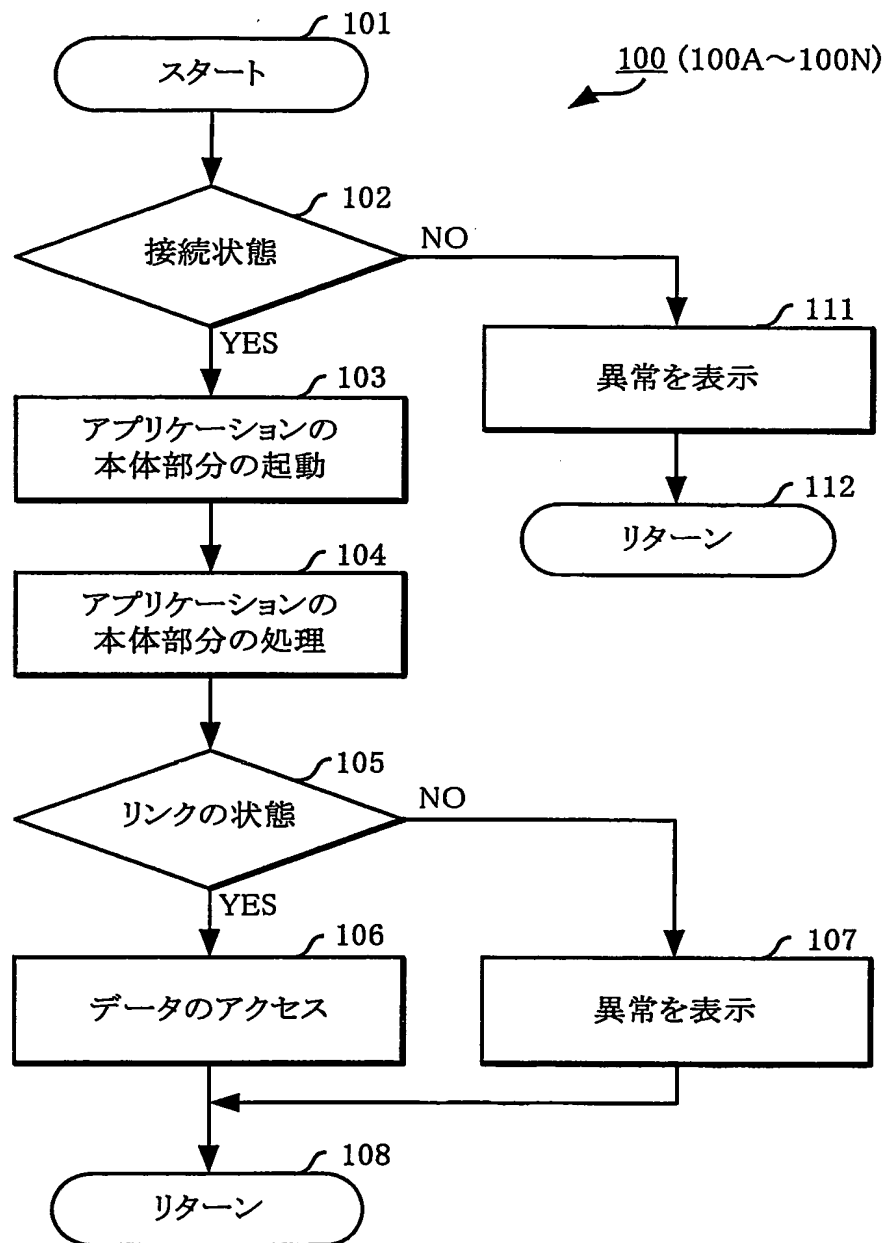 101
スタート
100 (100A～100N)
102
接続状態
NO
YES
111
異常を表示
103
アプリケーションの
本体部分の起動
112
リターン
104
アプリケーションの
本体部分の処理
105
リンクの状態
NO
YES
106
データのアクセス
107
異常を表示
108
リターン